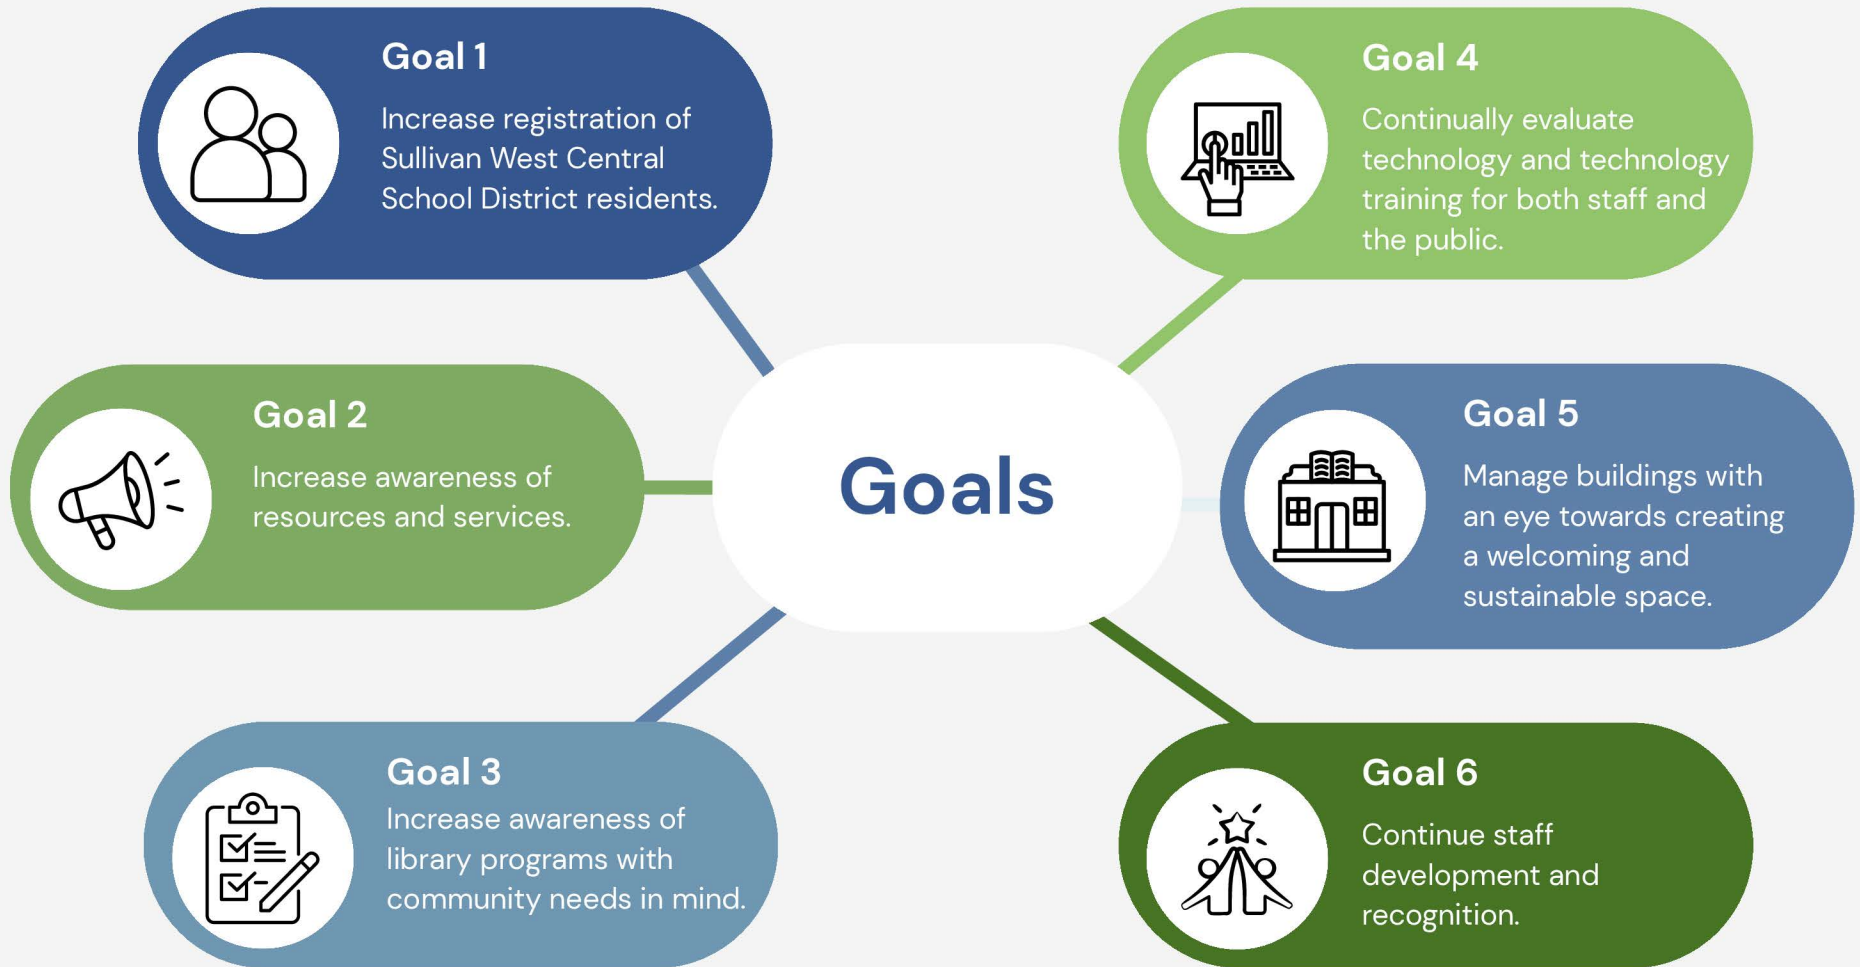 Goal 1
Increase registration of
Sullivan West Central
School District residents.
Goal 2
Increase awareness of
resources and services.
Goal 3
Increase awareness of
library programs with
community needs in mind.
Goals
Goal 4
Continually evaluate
technology and technology
training for both staff and
the public.
Goal 5
Manage buildings with
an eye towards creating
a welcoming and
sustainable space.
Goal 6
Continue staff
development and
recognition.